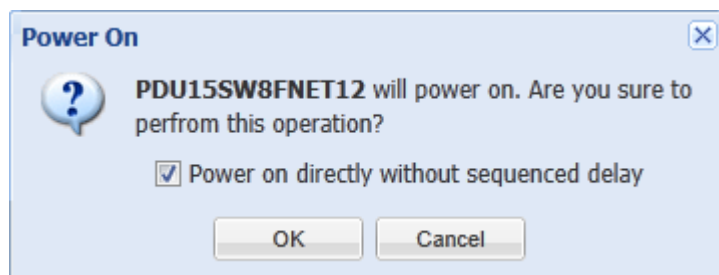 Power On
PDU15SW8FNET12 will power on. Are you sure to
perfrom this operation?
Power on directly without sequenced delay
OK Cancel